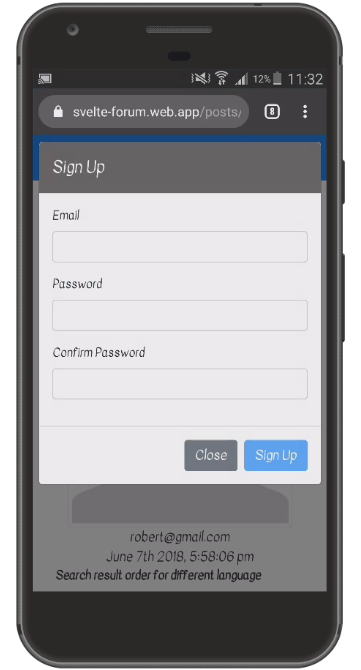 12% 11:32
svelte-forum.web.app/posts/ 8
Sign Up
Email
Password
Confirm Password
Close Sign Up
robert@gmail.com
June 7th 2018, 5:58:06 pm
Search result order for different language